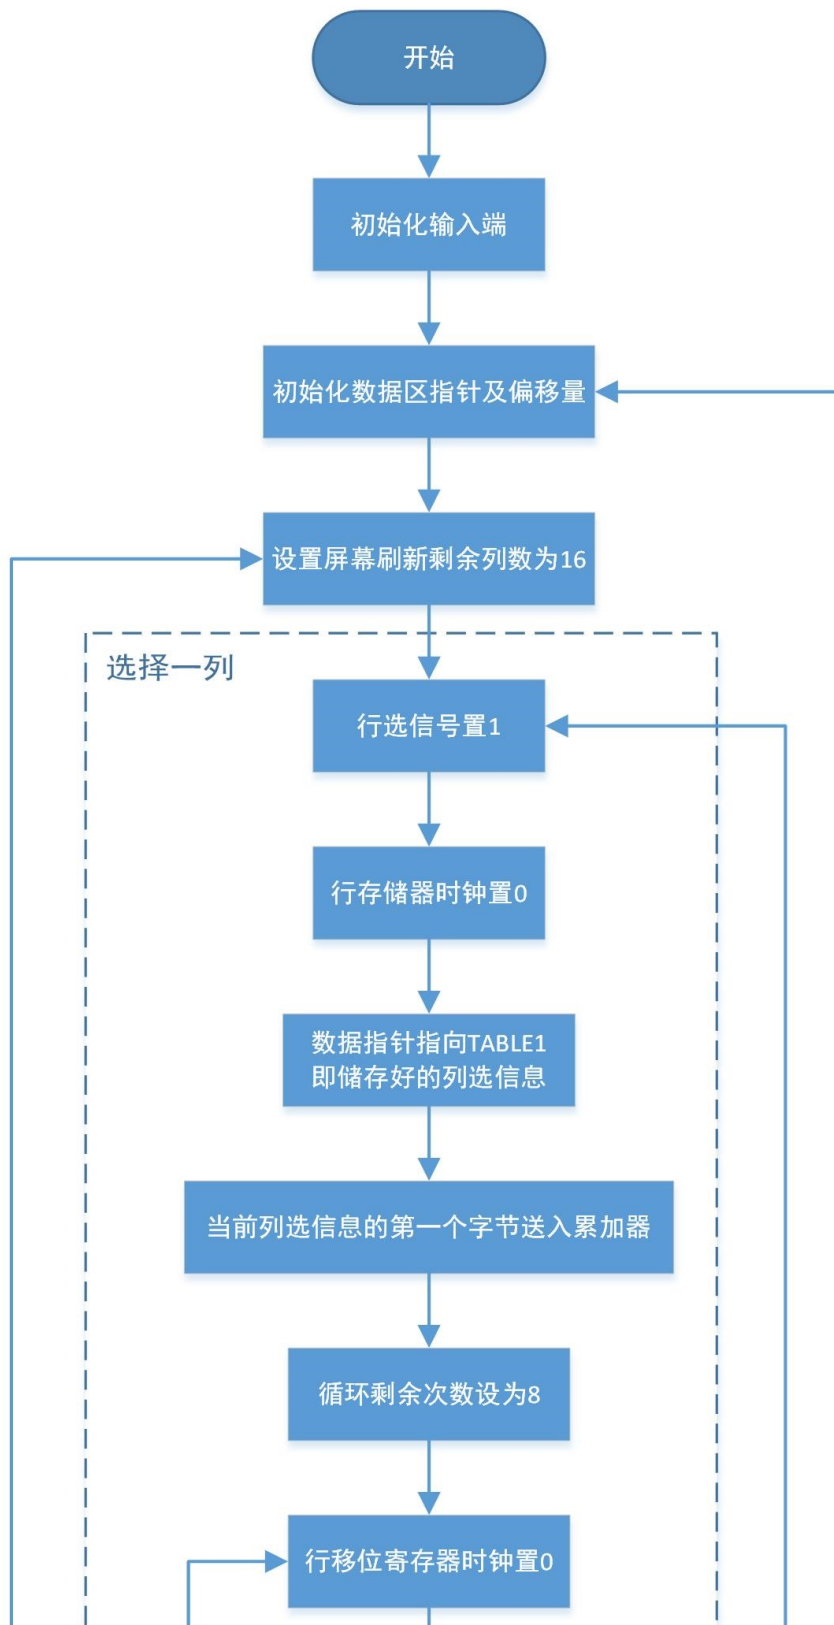 开始
初始化输入端
初始化数据区指针及偏移量
设置屏幕刷新剩余列数为16
选择一列
行选信号置1
行存储器时钟置0
数据指针指向TABLE1
即储存好的列选信息
当前列选信息的第一个字节送入累加器
循环剩余次数设为8
行移位寄存器时钟置0